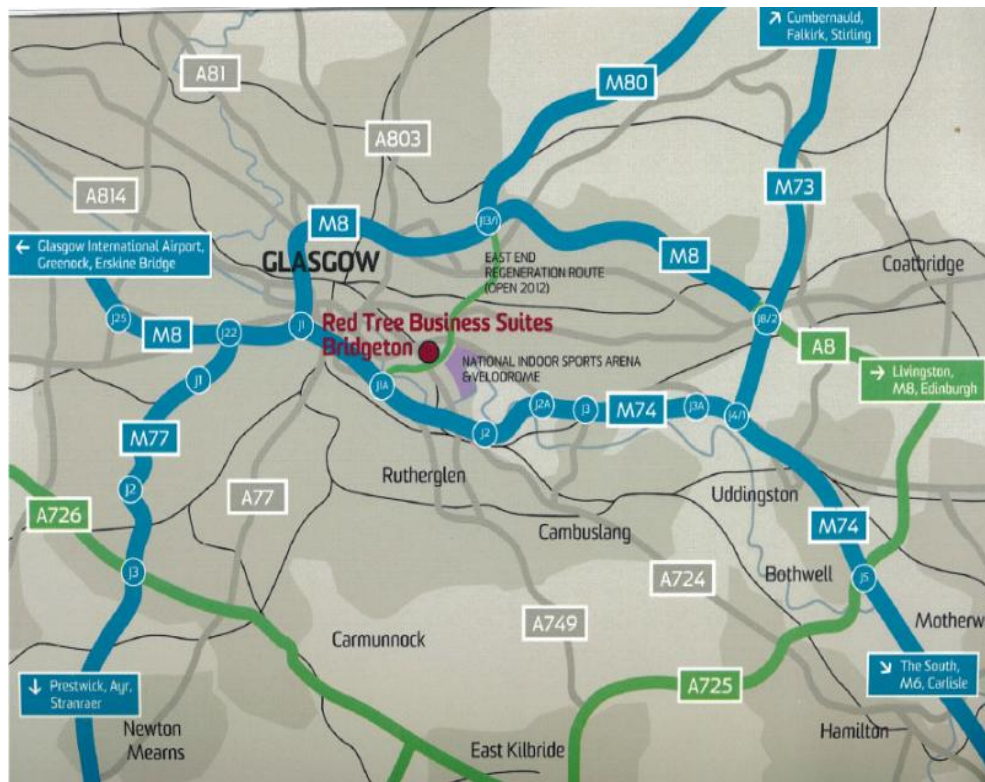 Cumbernauld,
Falkirk, Stirling
A81
M80
A803
A814
M73
M8
J13/1
Glasgow International Airport,
Greenock, Erskine Bridge
GLASGOW
EAST END
REGENERATION ROUTE
(OPEN 2012)
M8
Coatbridge
J25
M8
J22
J1
Red Tree Business Suites
Bridgeton
J8/2
A8
NATIONAL INDOOR SPORTS ARENA
&VELODROME
Livingston,
M8, Edinburgh
J1
J1A
J2A
J3
M74
J3A
J4/1
M77
J2
Rutherglen
J2
A77
Uddingston
A726
Cambuslang
M74
J3
A724
Bothwell
J5
A749
Motherw
Carmunnock
Prestwick, Ayr,
Stranraer
A725
The South,
M6, Carlisle
Newton
Mearns
East Kilbride
Hamilton